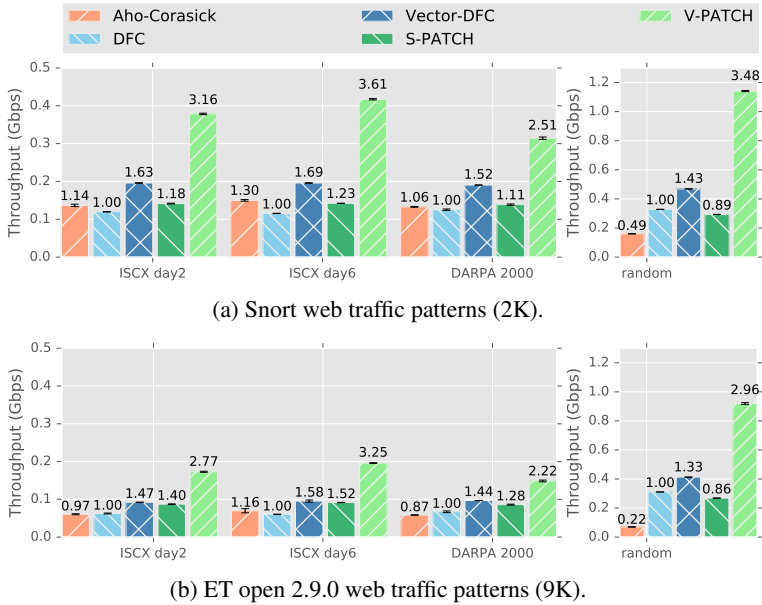 Aho-Corasick Vector-DFC V-PATCH
DFC S-PATCH
0.5
0.4
0.3
0.2
0.1
0.0
Throughput (Gbps)
1.14 1.00 1.63 1.18 3.16
1.30 1.00 1.69 1.23 3.61
1.06 1.00 1.52 1.11 2.51
ISCX day2 ISCX day6 DARPA 2000
1.2
1.0
0.8
0.6
0.4
0.2
0.0
Throughput (Gbps)
0.49 1.00 1.43 0.89 3.48
random
(a) Snort web traffic patterns (2K).
0.5
0.4
0.3
0.2
0.1
0.0
Throughput (Gbps)
0.97 1.00 1.47 1.40 2.77
1.16 1.00 1.58 1.52 3.25
0.87 1.00 1.44 1.28 2.22
ISCX day2 ISCX day6 DARPA 2000
1.2
1.0
0.8
0.6
0.4
0.2
0.0
Throughput (Gbps)
0.22 1.00 1.33 0.86 2.96
random
(b) ET open 2.9.0 web traffic patterns (9K).